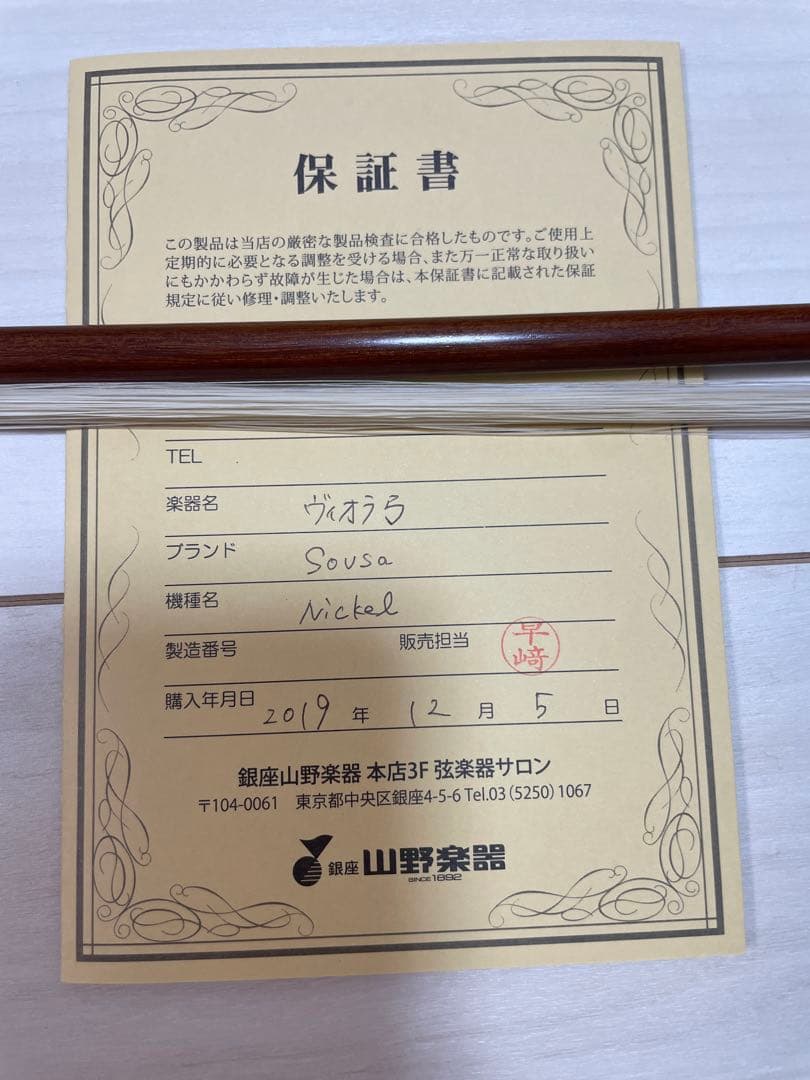 保証書
この製品は当店の厳密な製品検査に合格したものです。ご使用上
定期的に必要となる調整を受ける場合、また万一正常な取り扱い
にもかかわらず故障が生じた場合は、本保証書に記載された保証
規定に従い修理・調整いたします。
TEL
楽器名 ヴィオラ弓
ブランド Sousa
機種名 Nickel
製造番号 販売担当 早﨑
購入年月日 2019 年 12 月 5 日
銀座山野楽器 本店3F 弦楽器サロン
〒104-0061 東京都中央区銀座4-5-6 Tel.03(5250)1067
銀座 山野楽器
SINCE 1892